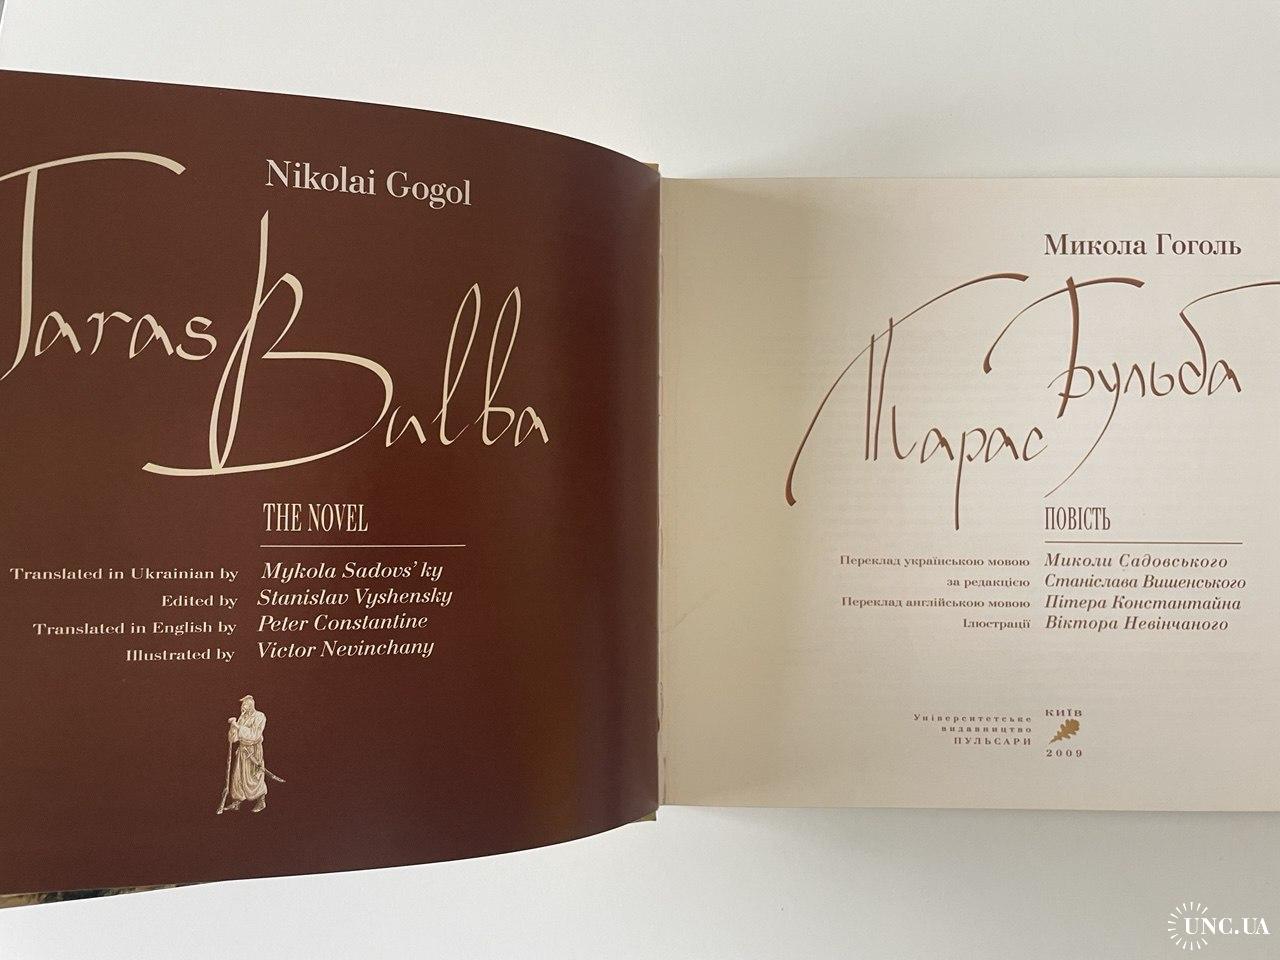 Nikolai Gogol
Taras Bulba
THE NOVEL
Translated in Ukrainian by Mykola Sadovs' ky
Edited by Stanislav Vyshensky
Translated in English by Peter Constantine
Illustrated by Victor Nevinchany
Микола Гоголь
Тарас Бульба
ПОВІСТЬ
Переклад українською мовою Миколи Садовського
за редакцією Станіслава Вишенського
Переклад англійською мовою Пітера Константайна
Ілюстрації Віктора Невінчаного
Університетське
видавництво
ПУЛЬСАРИ
КИЇВ
2009
UNC.UA